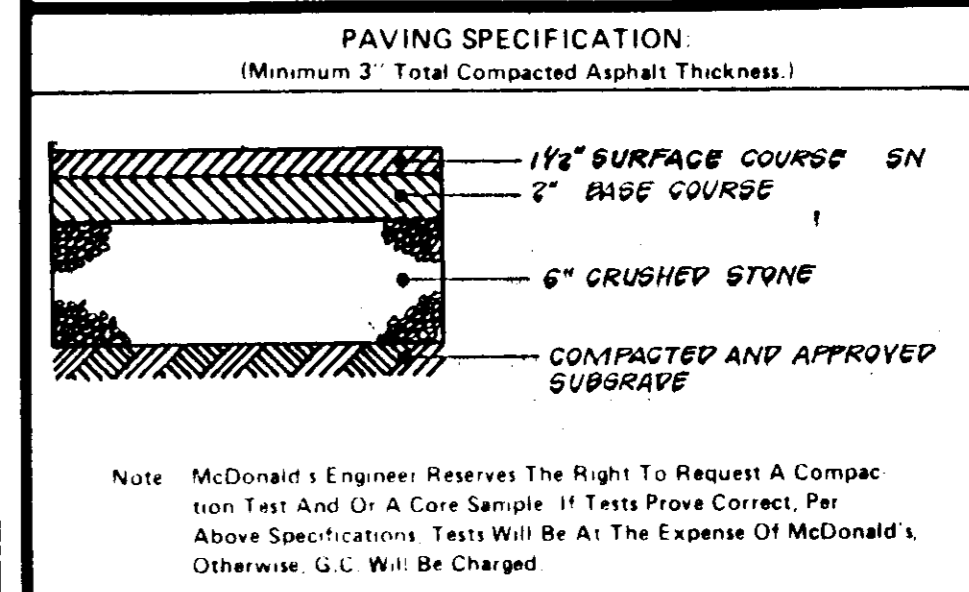 PAVING SPECIFICATION:
(Minimum 3" Total Compacted Asphalt Thickness.)
1 1/2" SURFACE COURSE SN
2" BASE COURSE
6" CRUSHED STONE
COMPACTED AND APPROVED
SUBGRADE
Note McDonald s Engineer Reserves The Right To Request A Compac-
tion Test And Or A Core Sample If Tests Prove Correct, Per
Above Specifications, Tests Will Be At The Expense Of McDonald's,
Otherwise, G.C. Will Be Charged.